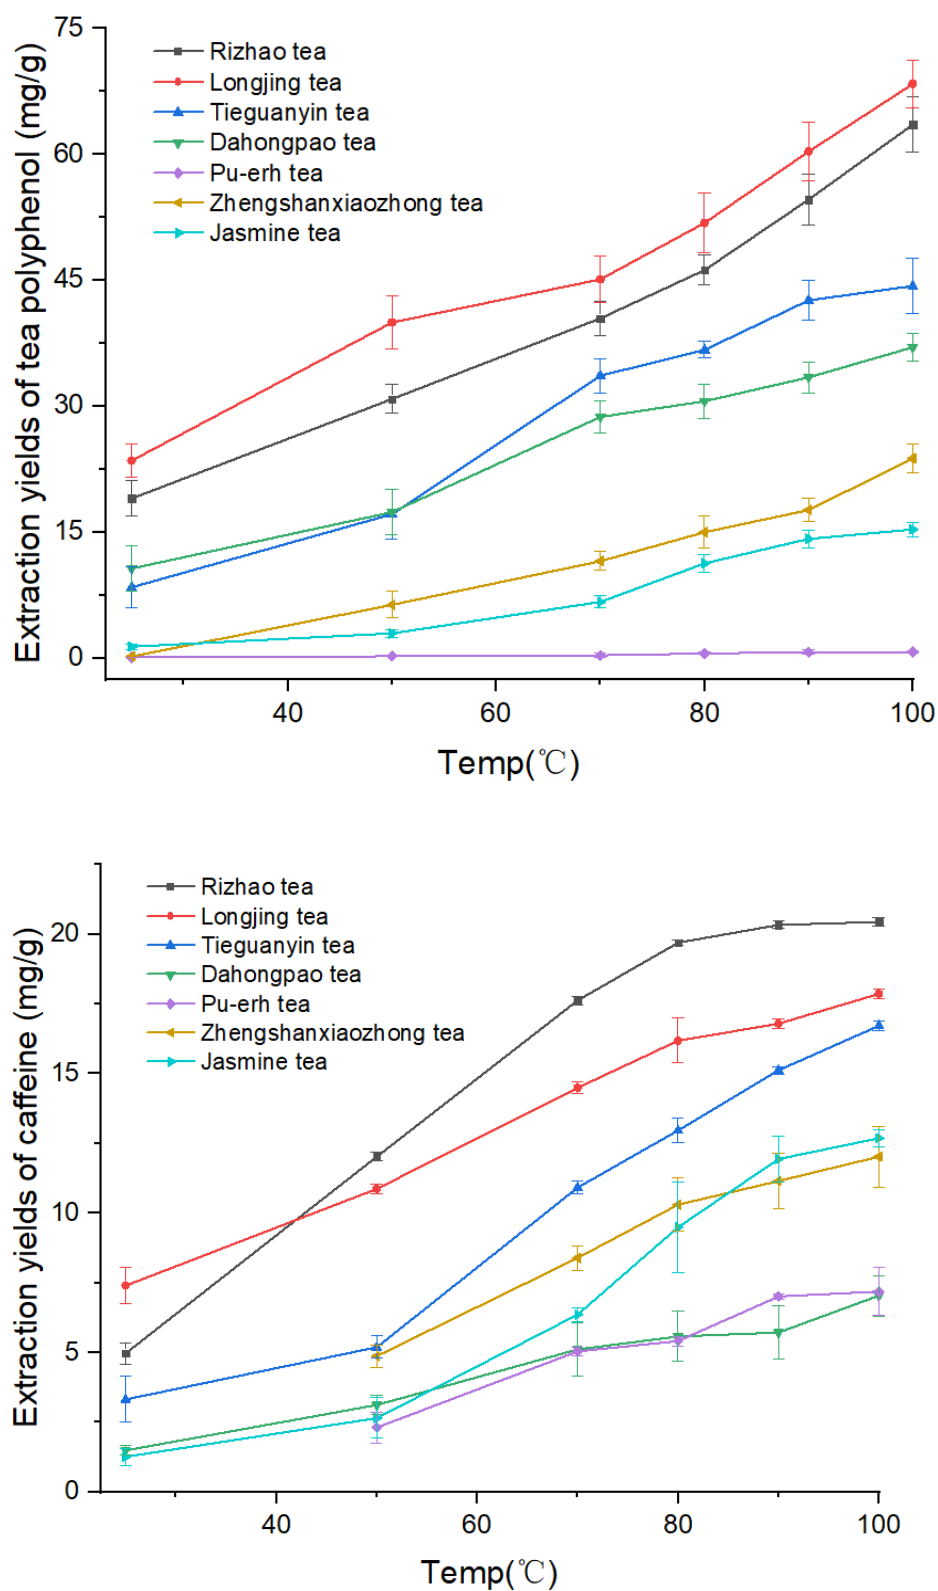 Extraction yields of tea polyphenol (mg/g)
75
60
45
30
15
0
Rizhao tea
Longjing tea
Tieguanyin tea
Dahongpao tea
Pu-erh tea
Zhengshanxiaozhong tea
Jasmine tea
40
60
80
100
Temp(℃)
Extraction yields of caffeine (mg/g)
20
15
10
5
0
Rizhao tea
Longjing tea
Tieguanyin tea
Dahongpao tea
Pu-erh tea
Zhengshanxiaozhong tea
Jasmine tea
40
60
80
100
Temp(℃)